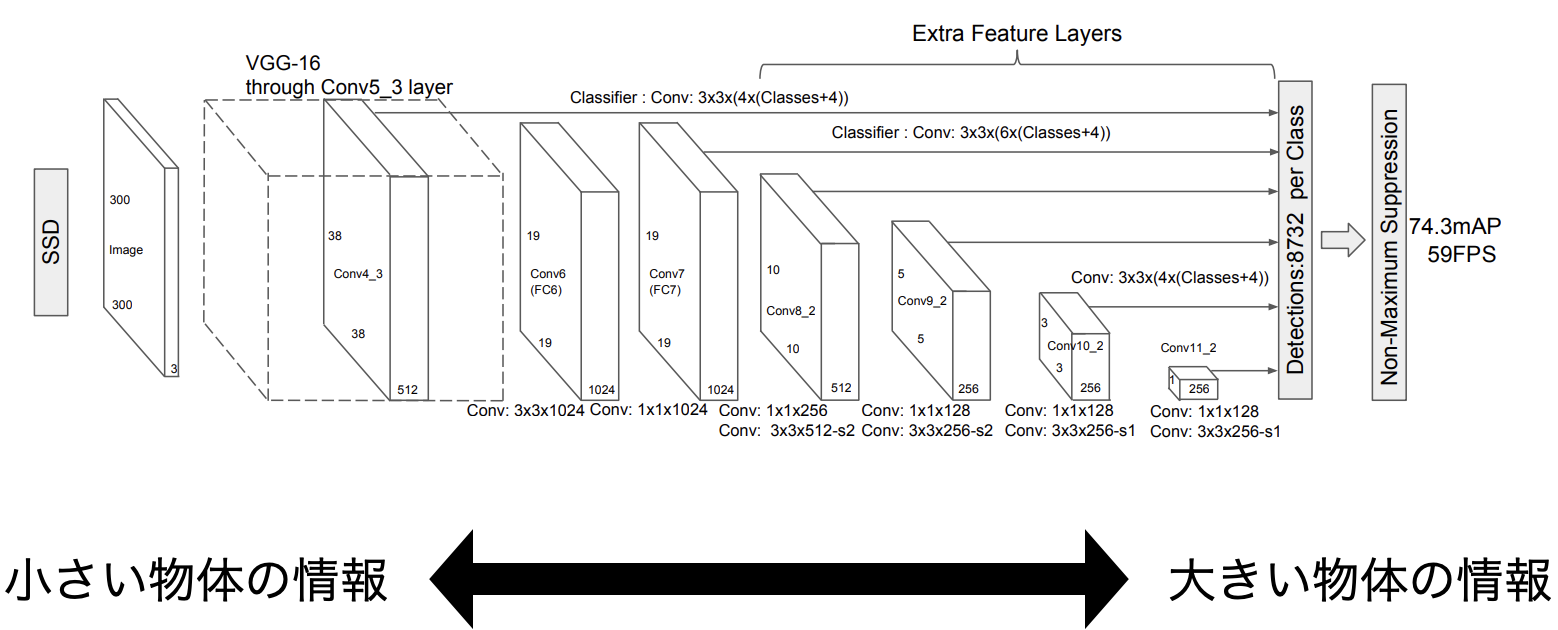 Extra Feature Layers
VGG-16
through Conv5_3 layer
Classifier : Conv: 3x3x(4x(Classes+4))
Classifier : Conv: 3x3x(6x(Classes+4))
SSD
300
Image
300
3
38
Conv4_3
38
512
19
Conv6
(FC6)
19
1024
19
Conv7
(FC7)
19
1024
10
Conv8_2
10
512
5
Conv9_2
5
256
Conv: 3x3x(4x(Classes+4))
3
Conv10_2
3
256
Conv11_2
1
256
Detections:8732 per Class
Non-Maximum Suppression
74.3mAP
59FPS
Conv: 3x3x1024
Conv: 1x1x1024
Conv: 1x1x256
Conv: 3x3x512-s2
Conv: 1x1x128
Conv: 3x3x256-s2
Conv: 1x1x128
Conv: 3x3x256-s1
Conv: 1x1x128
Conv: 3x3x256-s1
小さい物体の情報
大きい物体の情報